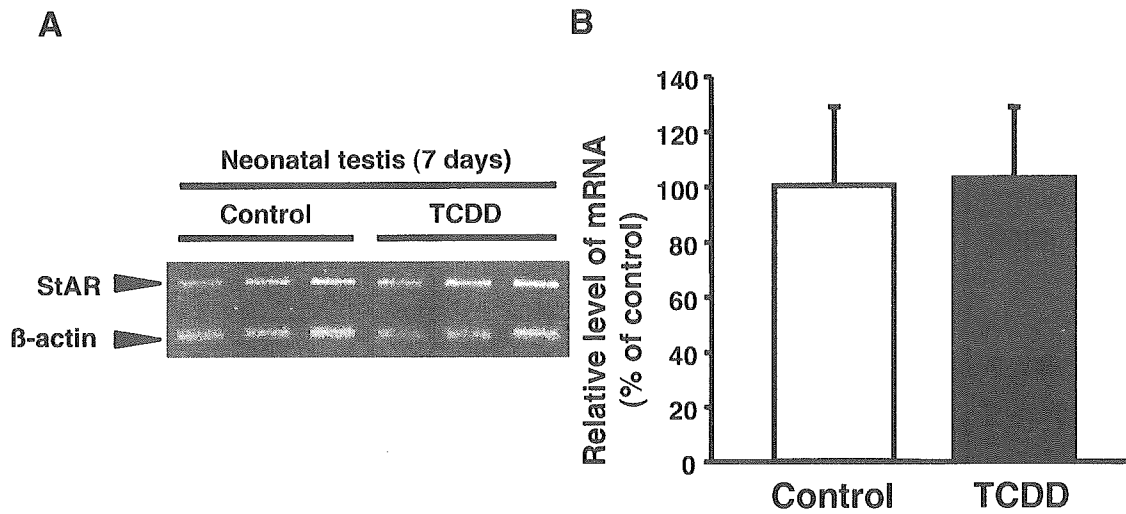 A
Neonatal testis (7 days)
Control
TCDD
StAR
ß-actin
B
Relative level of mRNA
(% of control)
140
120
100
80
60
40
20
0
Control
TCDD